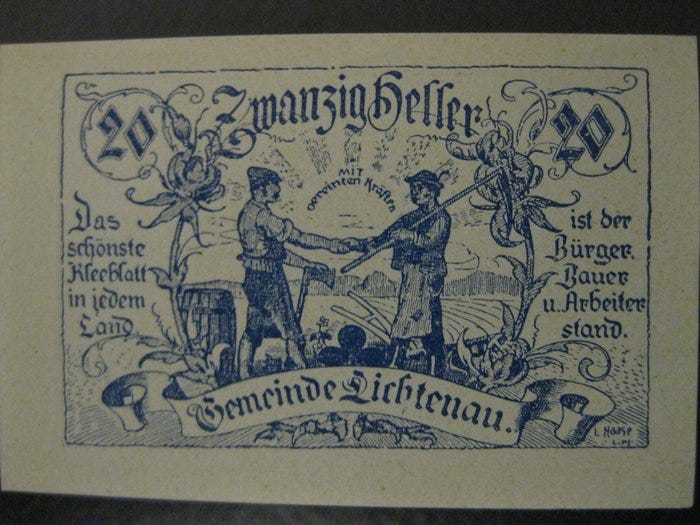 20
Zwanzig Heller
20
MIT
vereinten Kräften
Das
schönste
Kleeblatt
in jedem
Land
ist der
Bürger,
Bauer
u. Arbeiter
stand.
Gemeinde Lichtenau.
L. Haase